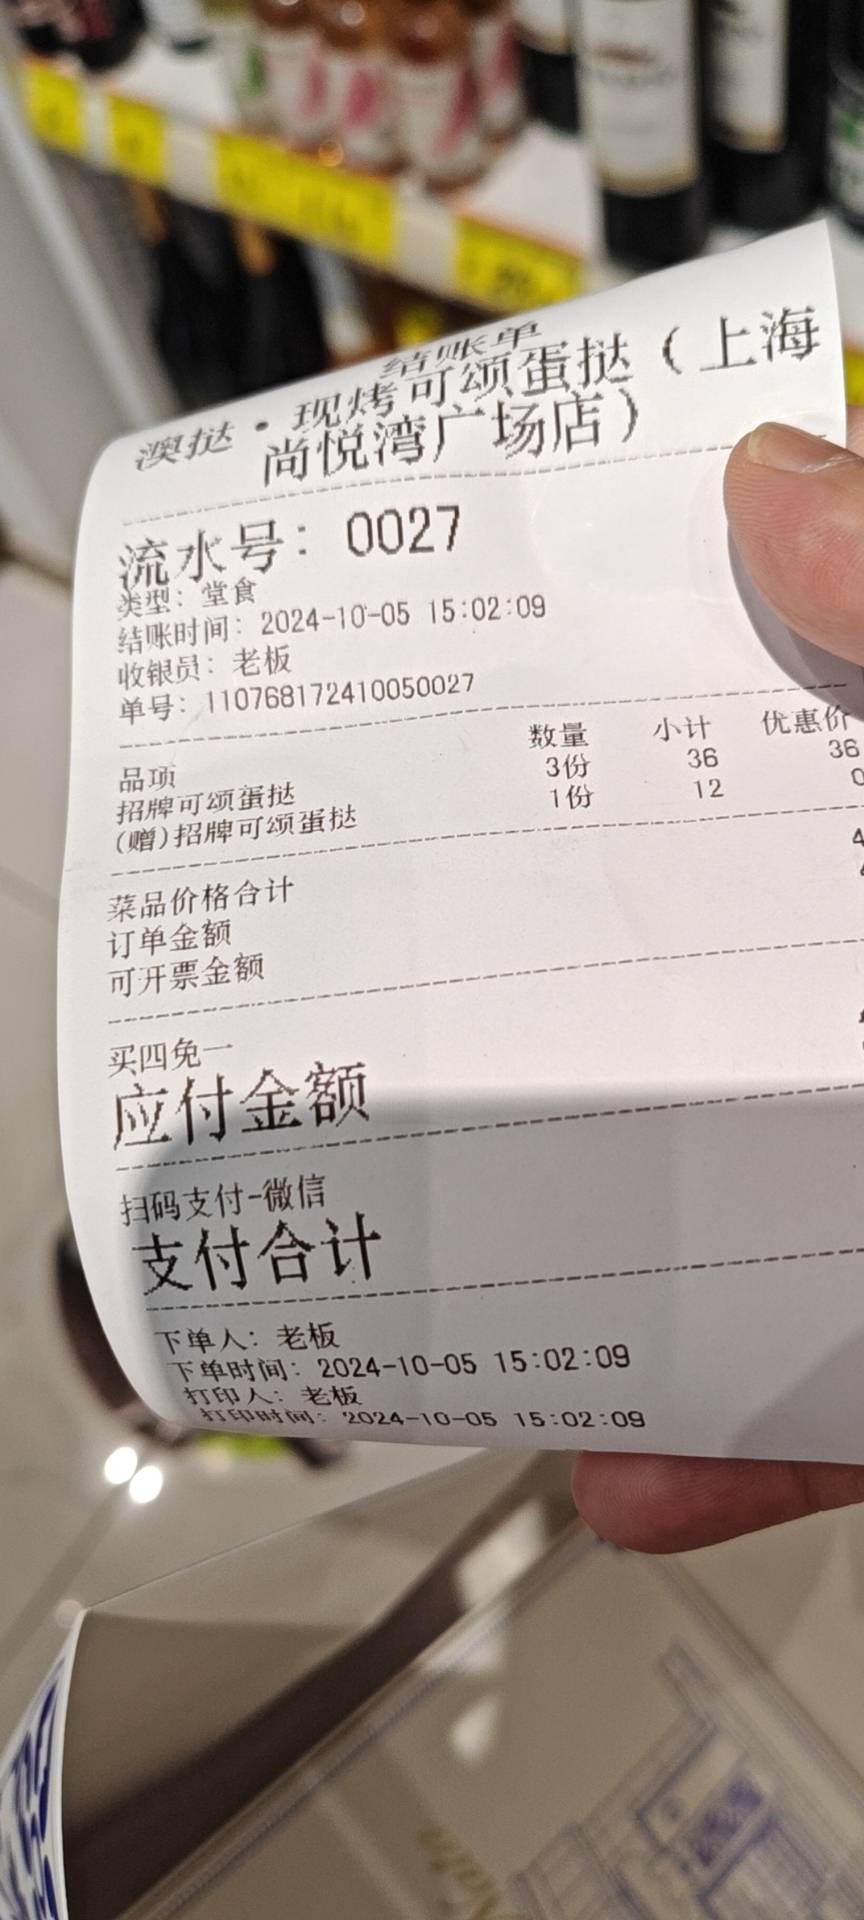 结账单
澳挞·现烤可颂蛋挞（上海
尚悦湾广场店）
流水号：0027
类型：堂食
结账时间：2024-10-05 15:02:09
收银员：老板
单号：110768172410050027
品项 数量 小计 优惠价
招牌可颂蛋挞 3份 36 36
(赠)招牌可颂蛋挞 1份 12 0
菜品价格合计 4
订单金额
可开票金额
买四免一
应付金额
扫码支付-微信
支付合计
下单人：老板
下单时间：2024-10-05 15:02:09
打印人：老板
打印时间：2024-10-05 15:02:09